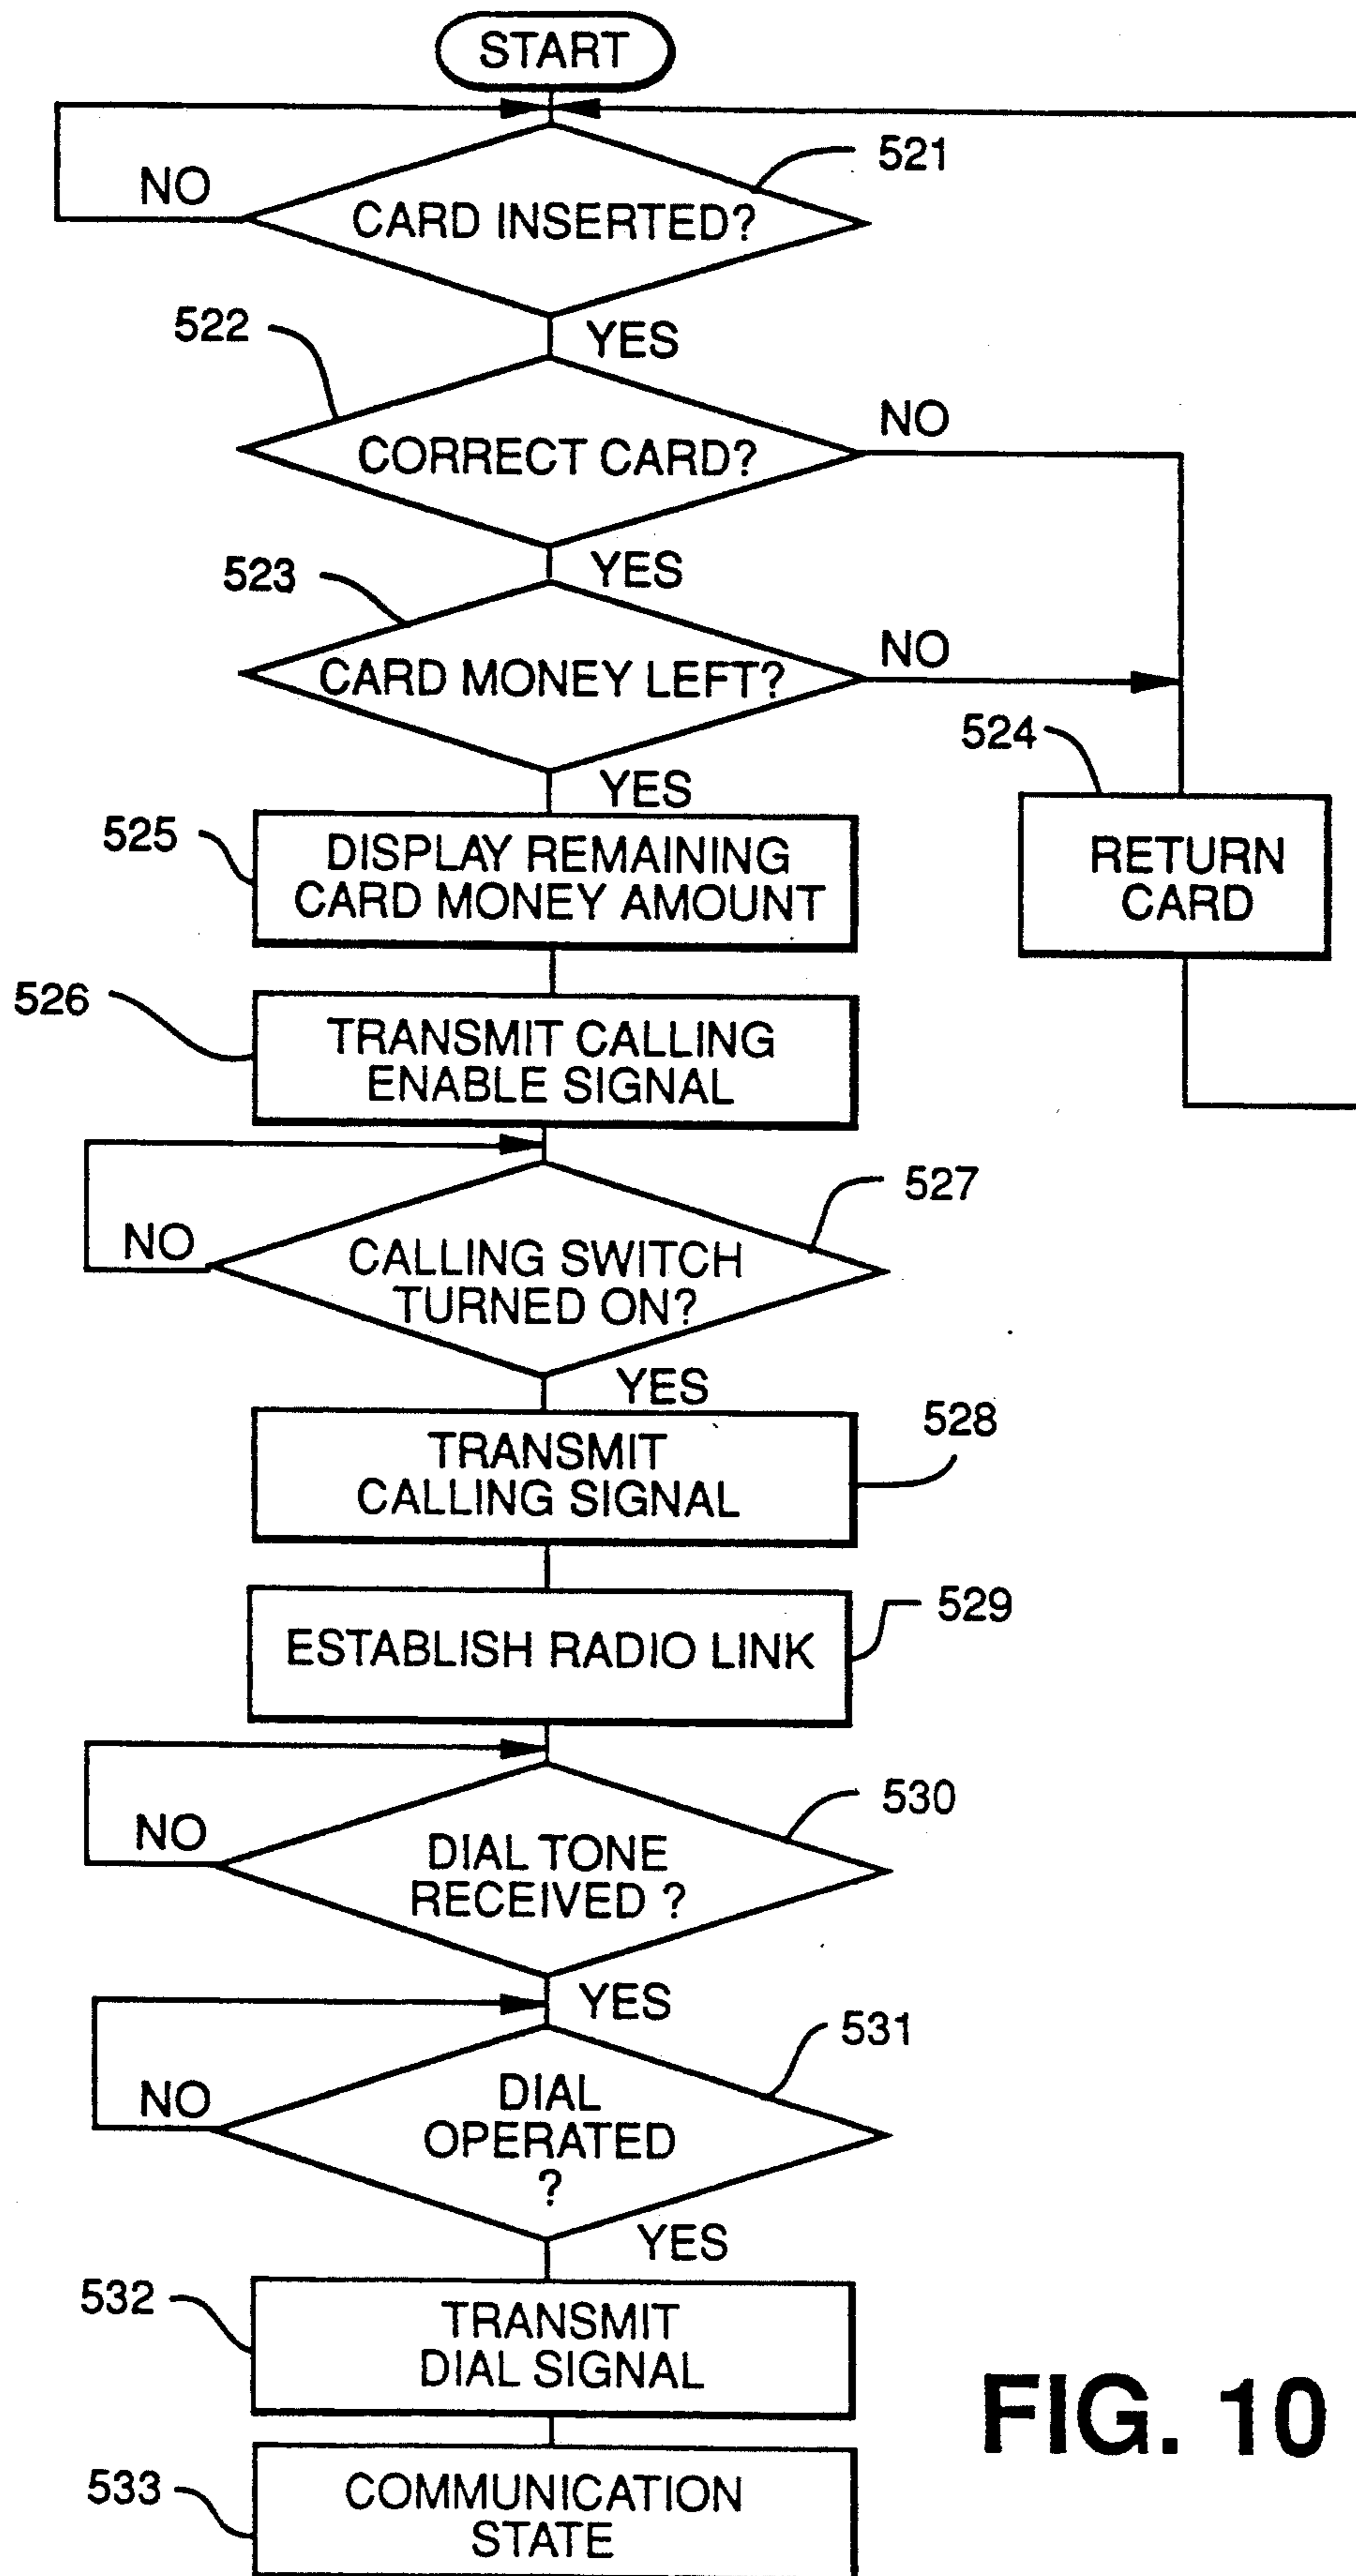 START
521
NO
CARD INSERTED?
522
YES
NO
CORRECT CARD?
523
YES
NO
CARD MONEY LEFT?
524
YES
525
DISPLAY REMAINING
CARD MONEY AMOUNT
RETURN
CARD
526
TRANSMIT CALLING
ENABLE SIGNAL
527
NO
CALLING SWITCH
TURNED ON?
YES
528
TRANSMIT
CALLING SIGNAL
529
ESTABLISH RADIO LINK
530
NO
DIAL TONE
RECEIVED ?
YES
531
NO
DIAL
OPERATED
?
YES
532
TRANSMIT
DIAL SIGNAL
FIG. 10
533
COMMUNICATION
STATE